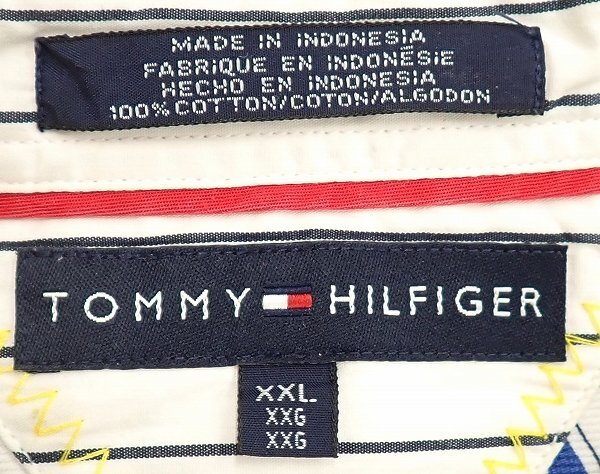 MADE IN INDONESIA
FABRIQUE EN INDONÉSIE
HECHO EN INDONESIA
100% COTTON/COTON/ALGODON
TOMMY HILFIGER
XXL
XXG
XXG